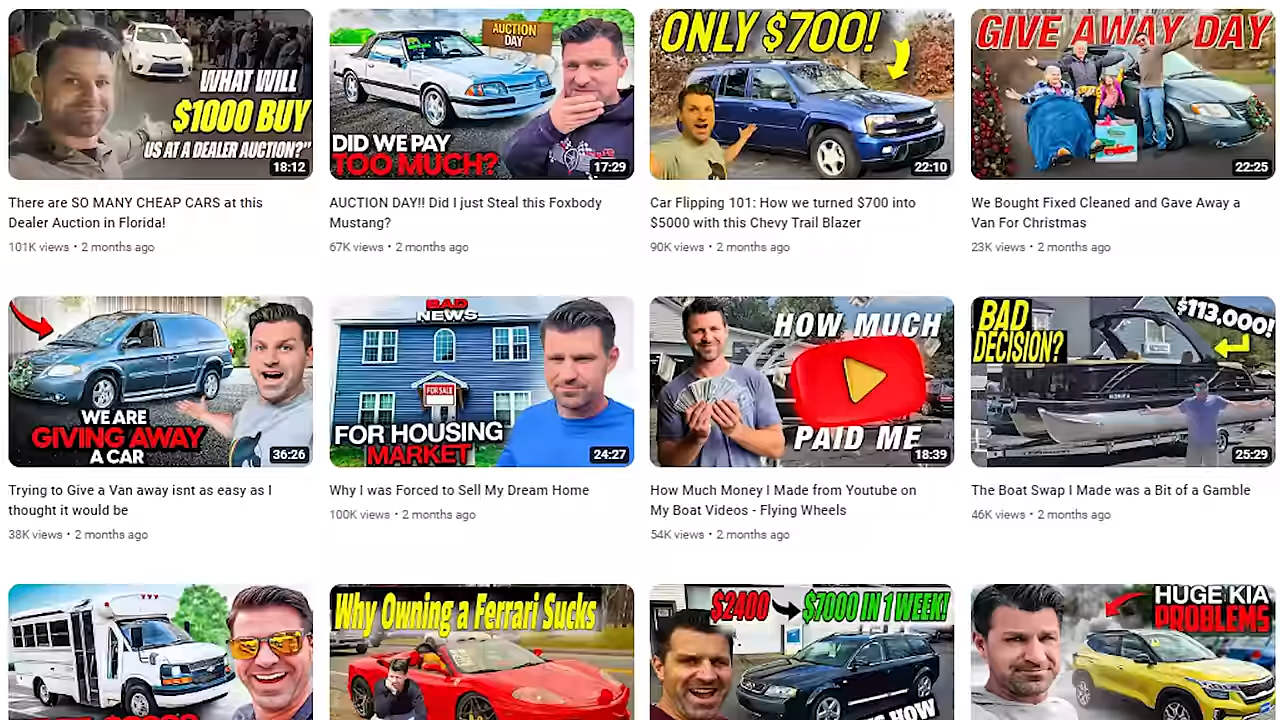 WHAT WILL
$1000 BUY
US AT A DEALER AUCTION?"
18:12
AUCTION
DAY
DID WE PAY
TOO MUCH?
17:29
ONLY $700!
22:10
GIVE AWAY DAY
22:25
There are SO MANY CHEAP CARS at this
Dealer Auction in Florida!
101K views • 2 months ago
AUCTION DAY!! Did I just Steal this Foxbody
Mustang?
67K views • 2 months ago
Car Flipping 101: How we turned $700 into
$5000 with this Chevy Trail Blazer
90K views • 2 months ago
We Bought Fixed Cleaned and Gave Away a
Van For Christmas
23K views • 2 months ago
WE ARE
GIVING AWAY
A CAR
36:26
BAD
NEWS
FOR SALE
FOR HOUSING
MARKET
24:27
HOW MUCH
PAID ME
18:39
BAD
DECISION?
$113,000!
25:29
Trying to Give a Van away isnt as easy as I
thought it would be
38K views • 2 months ago
Why I was Forced to Sell My Dream Home
100K views • 2 months ago
How Much Money I Made from Youtube on
My Boat Videos - Flying Wheels
54K views • 2 months ago
The Boat Swap I Made was a Bit of a Gamble
46K views • 2 months ago
Why Owning a Ferrari Sucks
$2400 $7000 IN 1 WEEK!
HOW
HUGE KIA
PROBLEMS